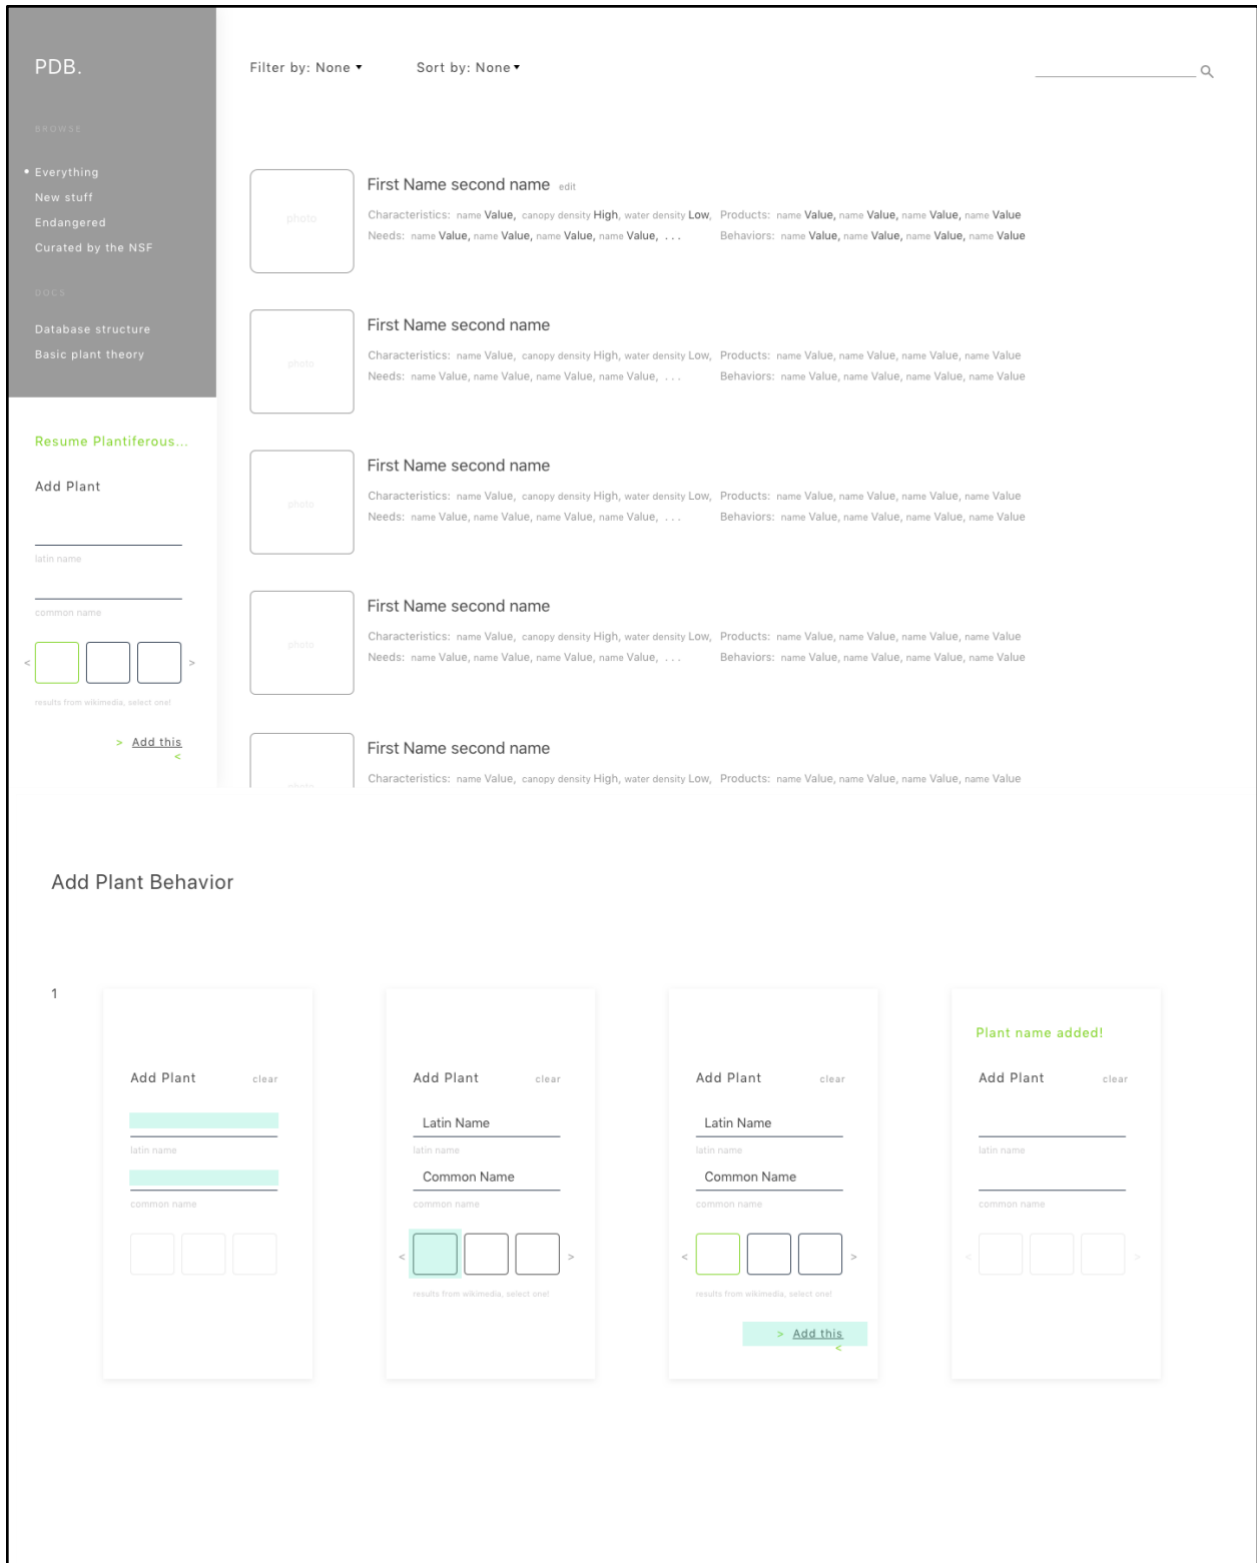 PDB.
BROWSE
Everything
New stuff
Endangered
Curated by the NSF
DOCS
Database structure
Basic plant theory
Resume Plantiferous...
Add Plant
latin name
common name
< >
results from wikimedia, select one!
> Add this
<
Filter by: None Sort by: None
photo
First Name second name edit
Characteristics: name Value, canopy density High, water density Low, Products: name Value, name Value, name Value, name Value
Needs: name Value, name Value, name Value, name Value, ... Behaviors: name Value, name Value, name Value, name Value
photo
First Name second name
Characteristics: name Value, canopy density High, water density Low, Products: name Value, name Value, name Value, name Value
Needs: name Value, name Value, name Value, name Value, ... Behaviors: name Value, name Value, name Value, name Value
photo
First Name second name
Characteristics: name Value, canopy density High, water density Low, Products: name Value, name Value, name Value, name Value
Needs: name Value, name Value, name Value, name Value, ... Behaviors: name Value, name Value, name Value, name Value
photo
First Name second name
Characteristics: name Value, canopy density High, water density Low, Products: name Value, name Value, name Value, name Value
Needs: name Value, name Value, name Value, name Value, ... Behaviors: name Value, name Value, name Value, name Value
First Name second name
Characteristics: name Value, canopy density High, water density Low, Products: name Value, name Value, name Value, name Value
Add Plant Behavior
1
Add Plant clear
latin name
common name
Add Plant clear
Latin Name
latin name
Common Name
common name
< >
results from wikimedia, select one!
Add Plant clear
Latin Name
latin name
Common Name
common name
< >
results from wikimedia, select one!
> Add this
<
Plant name added!
Add Plant clear
latin name
common name
< >